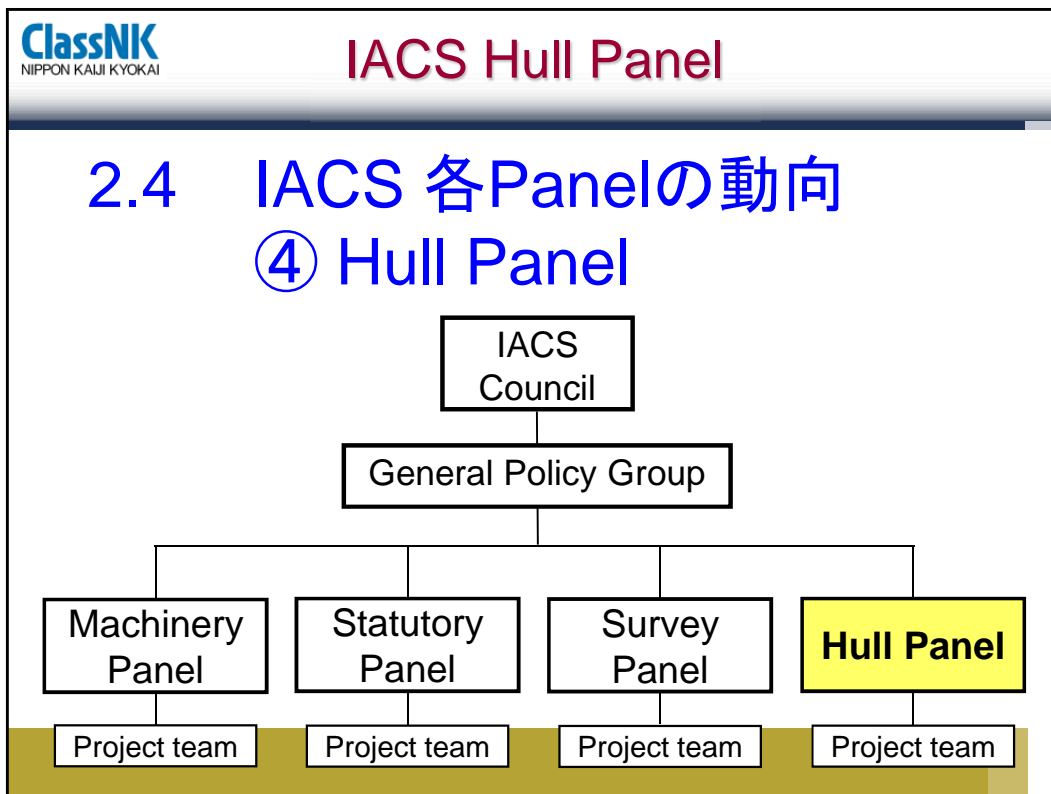 ClassNK
NIPPON KAIJI KYOKAI
IACS Hull Panel
2.4 IACS 各Panelの動向
④ Hull Panel
IACS
Council
General Policy Group
Machinery
Panel
Statutory
Panel
Survey
Panel
Hull Panel
Project team
Project team
Project team
Project team